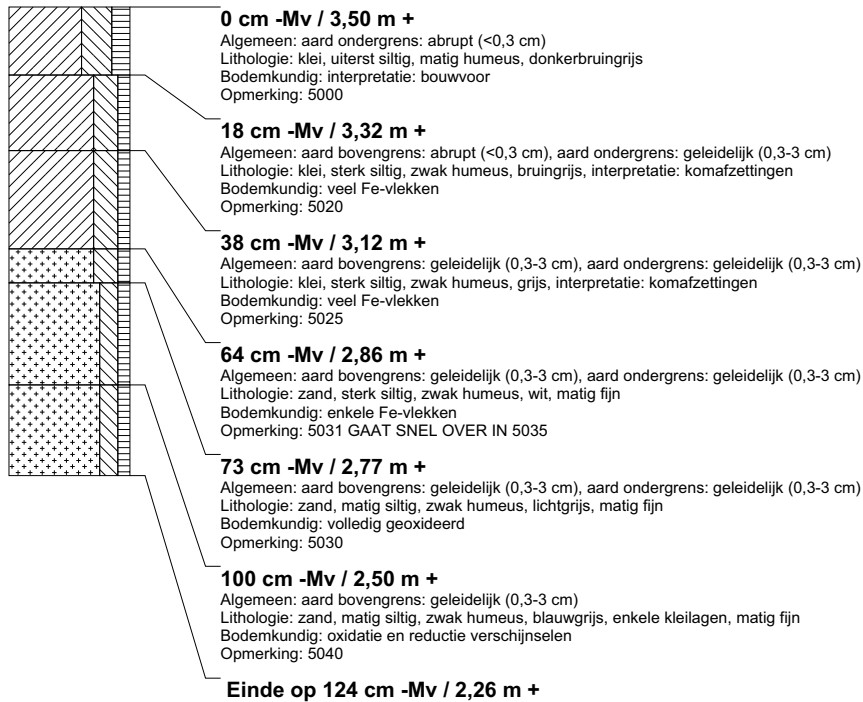 0 cm -Mv / 3,50 m +
Algemeen: aard ondergrens: abrupt (<0,3 cm)
Lithologie: klei, uiterst siltig, matig humeus, donkerbruingrijs
Bodemkundig: interpretatie: bouwvoor
Opmerking: 5000
18 cm -Mv / 3,32 m +
Algemeen: aard bovengrens: abrupt (<0,3 cm), aard ondergrens: geleidelijk (0,3-3 cm)
Lithologie: klei, sterk siltig, zwak humeus, bruingrijs, interpretatie: komafzettingen
Bodemkundig: veel Fe-vlekken
Opmerking: 5020
38 cm -Mv / 3,12 m +
Algemeen: aard bovengrens: geleidelijk (0,3-3 cm), aard ondergrens: geleidelijk (0,3-3 cm)
Lithologie: klei, sterk siltig, zwak humeus, grijs, interpretatie: komafzettingen
Bodemkundig: veel Fe-vlekken
Opmerking: 5025
64 cm -Mv / 2,86 m +
Algemeen: aard bovengrens: geleidelijk (0,3-3 cm), aard ondergrens: geleidelijk (0,3-3 cm)
Lithologie: zand, sterk siltig, zwak humeus, wit, matig fijn
Bodemkundig: enkele Fe-vlekken
Opmerking: 5031 GAAT SNEL OVER IN 5035
73 cm -Mv / 2,77 m +
Algemeen: aard bovengrens: geleidelijk (0,3-3 cm), aard ondergrens: geleidelijk (0,3-3 cm)
Lithologie: zand, matig siltig, zwak humeus, lichtgrijs, matig fijn
Bodemkundig: volledig geoxideerd
Opmerking: 5030
100 cm -Mv / 2,50 m +
Algemeen: aard bovengrens: geleidelijk (0,3-3 cm)
Lithologie: zand, matig siltig, zwak humeus, blauwgrijs, enkele kleilagen, matig fijn
Bodemkundig: oxidatie en reductie verschijnselen
Opmerking: 5040
Einde op 124 cm -Mv / 2,26 m +